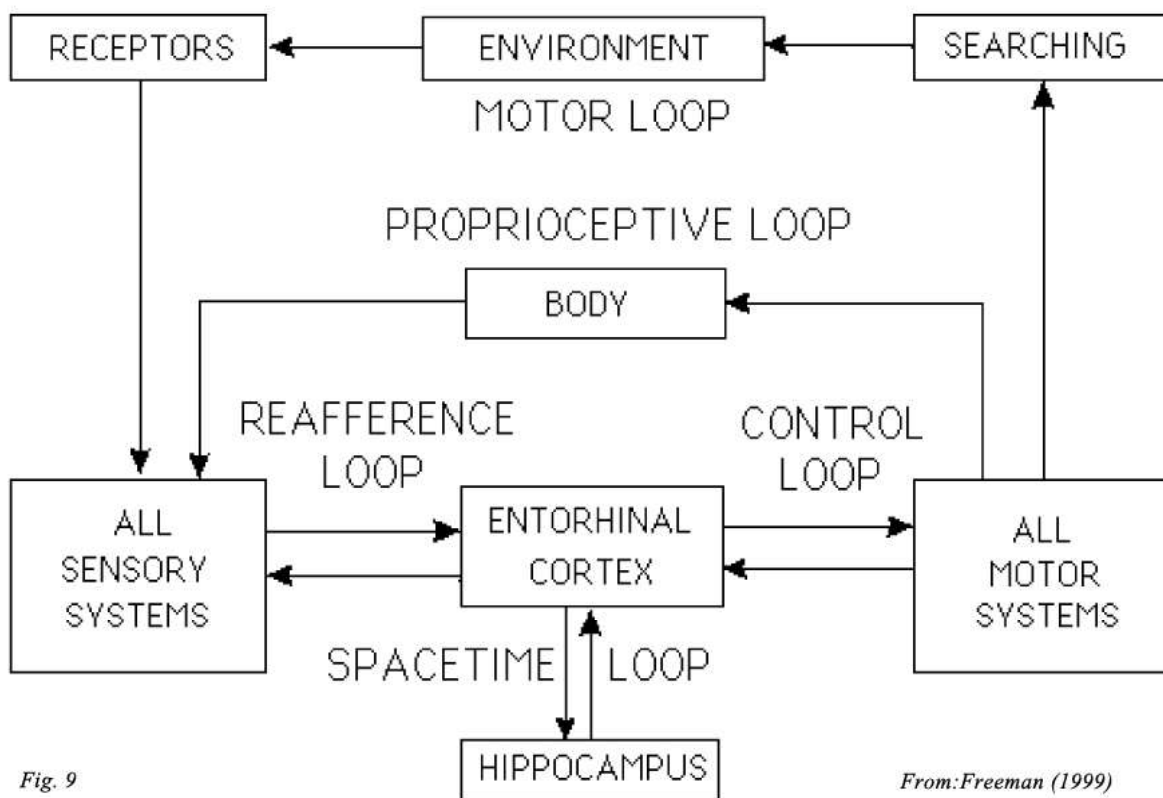 RECEPTORS
ENVIRONMENT
SEARCHING
MOTOR LOOP
PROPRIOCEPTIVE LOOP
BODY
REAFFERENCE
LOOP
CONTROL
LOOP
ALL
SENSORY
SYSTEMS
ENTORHINAL
CORTEX
ALL
MOTOR
SYSTEMS
SPACETIME LOOP
HIPPOCAMPUS
Fig. 9
From:Freeman (1999)